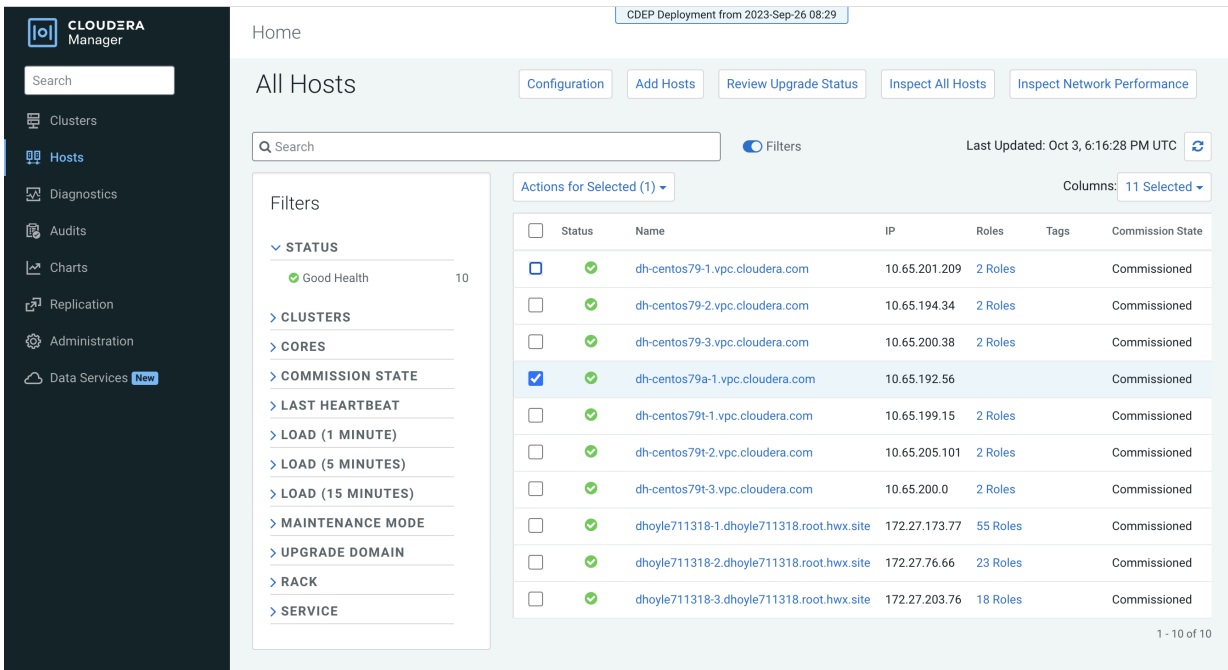 CDEP Deployment from 2023-Sep-26 08:29
CLOUDERA
Manager
Search
Clusters
Hosts
Diagnostics
Audits
Charts
Replication
Administration
Data Services New
Home
All Hosts
Configuration Add Hosts Review Upgrade Status Inspect All Hosts Inspect Network Performance
Search Filters Last Updated: Oct 3, 6:16:28 PM UTC
Filters
STATUS
Good Health 10
CLUSTERS
CORES
COMMISSION STATE
LAST HEARTBEAT
LOAD (1 MINUTE)
LOAD (5 MINUTES)
LOAD (15 MINUTES)
MAINTENANCE MODE
UPGRADE DOMAIN
RACK
SERVICE
Actions for Selected (1) Columns: 11 Selected
Status Name IP Roles Tags Commission State
dh-centos79-1.vpc.cloudera.com 10.65.201.209 2 Roles Commissioned
dh-centos79-2.vpc.cloudera.com 10.65.194.34 2 Roles Commissioned
dh-centos79-3.vpc.cloudera.com 10.65.200.38 2 Roles Commissioned
dh-centos79a-1.vpc.cloudera.com 10.65.192.56 Commissioned
dh-centos79t-1.vpc.cloudera.com 10.65.199.15 2 Roles Commissioned
dh-centos79t-2.vpc.cloudera.com 10.65.205.101 2 Roles Commissioned
dh-centos79t-3.vpc.cloudera.com 10.65.200.0 2 Roles Commissioned
dhoyle711318-1.dhoyle711318.root.hwx.site 172.27.173.77 55 Roles Commissioned
dhoyle711318-2.dhoyle711318.root.hwx.site 172.27.76.66 23 Roles Commissioned
dhoyle711318-3.dhoyle711318.root.hwx.site 172.27.203.76 18 Roles Commissioned
1 - 10 of 10